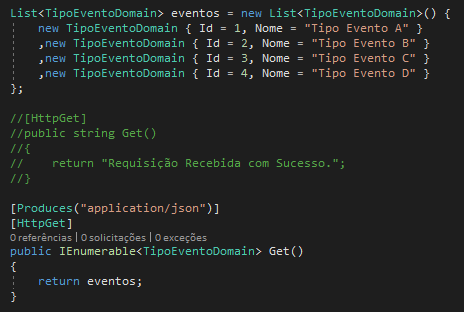 List<TipoEventoDomain> eventos = new List<TipoEventoDomain>() {
new TipoEventoDomain { Id = 1, Nome = "Tipo Evento A" }
,new TipoEventoDomain { Id = 2, Nome = "Tipo Evento B" }
,new TipoEventoDomain { Id = 3, Nome = "Tipo Evento C" }
,new TipoEventoDomain { Id = 4, Nome = "Tipo Evento D" }
};
//[HttpGet]
//public string Get()
//{
//    return "Requisição Recebida com Sucesso.";
//}
[Produces("application/json")]
[HttpGet]
0 referências | 0 solicitações | 0 exceções
public IEnumerable<TipoEventoDomain> Get()
{
return eventos;
}